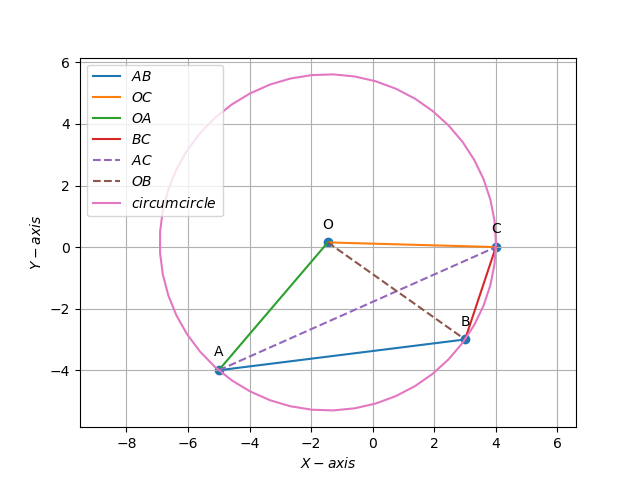 6
4
2
0
−2
−4
Y − axis
AB
OC
OA
BC
AC
OB
circumcircle
O
C
B
A
−8 −6 −4 −2 0 2 4 6
X − axis